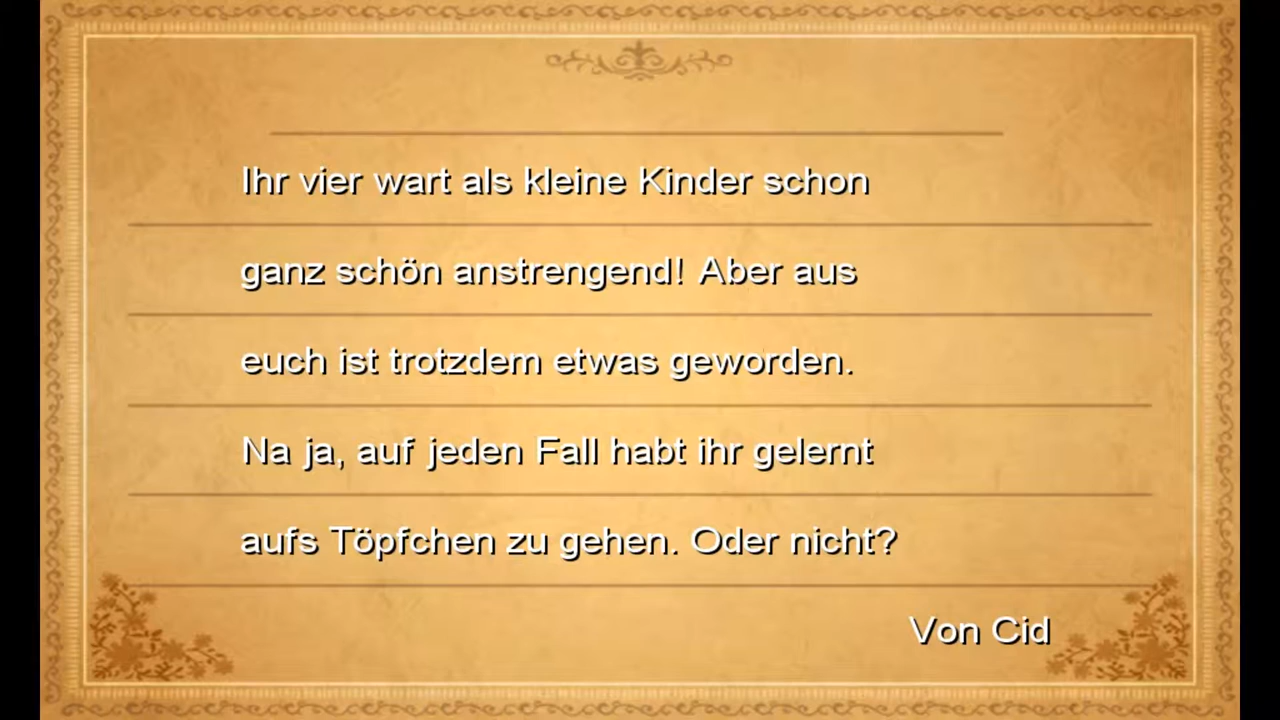 Ihr vier wart als kleine Kinder schon
ganz schön anstrengend! Aber aus
euch ist trotzdem etwas geworden.
Na ja, auf jeden Fall habt ihr gelernt
aufs Töpfchen zu gehen. Oder nicht?
Von Cid